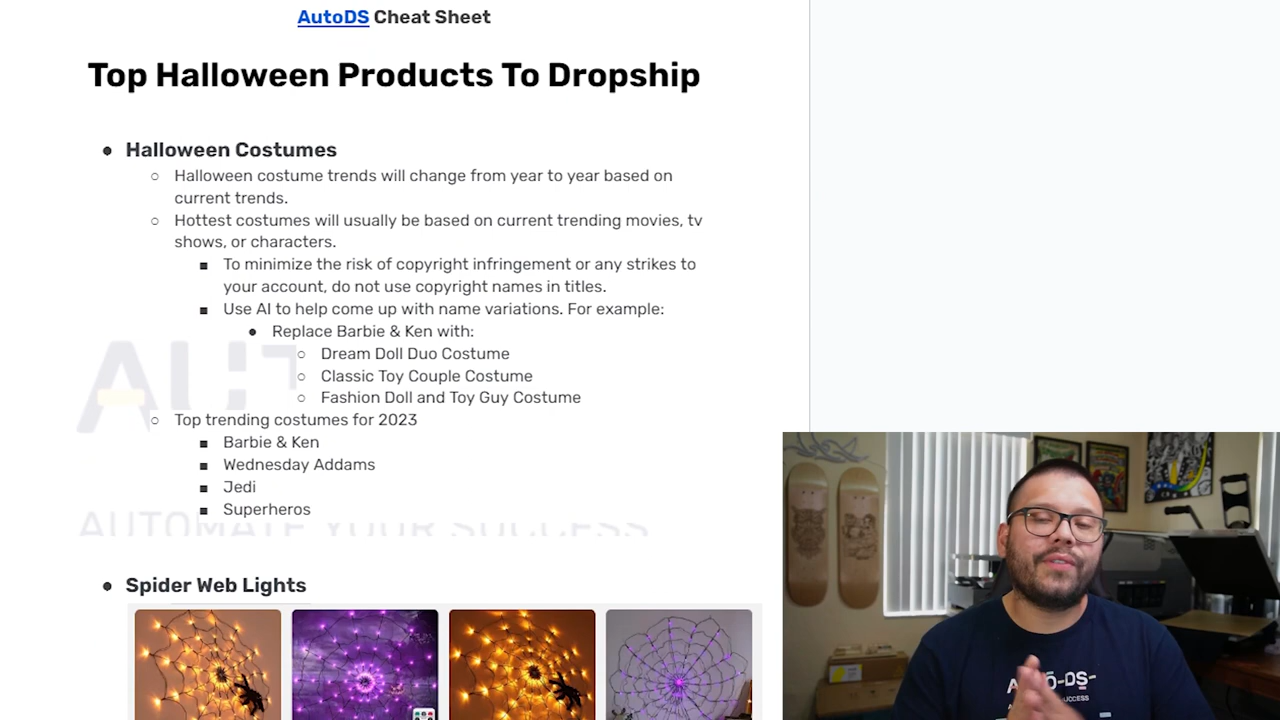 AutoDS Cheat Sheet
Top Halloween Products To Dropship
Halloween Costumes
Halloween costume trends will change from year to year based on
current trends.
Hottest costumes will usually be based on current trending movies, tv
shows, or characters.
To minimize the risk of copyright infringement or any strikes to
your account, do not use copyright names in titles.
Use AI to help come up with name variations. For example:
Replace Barbie & Ken with:
Dream Doll Duo Costume
Classic Toy Couple Costume
Fashion Doll and Toy Guy Costume
Top trending costumes for 2023
Barbie & Ken
Wednesday Addams
Jedi
Superheros
AUTOMATE YOUR SUCCESS
Spider Web Lights